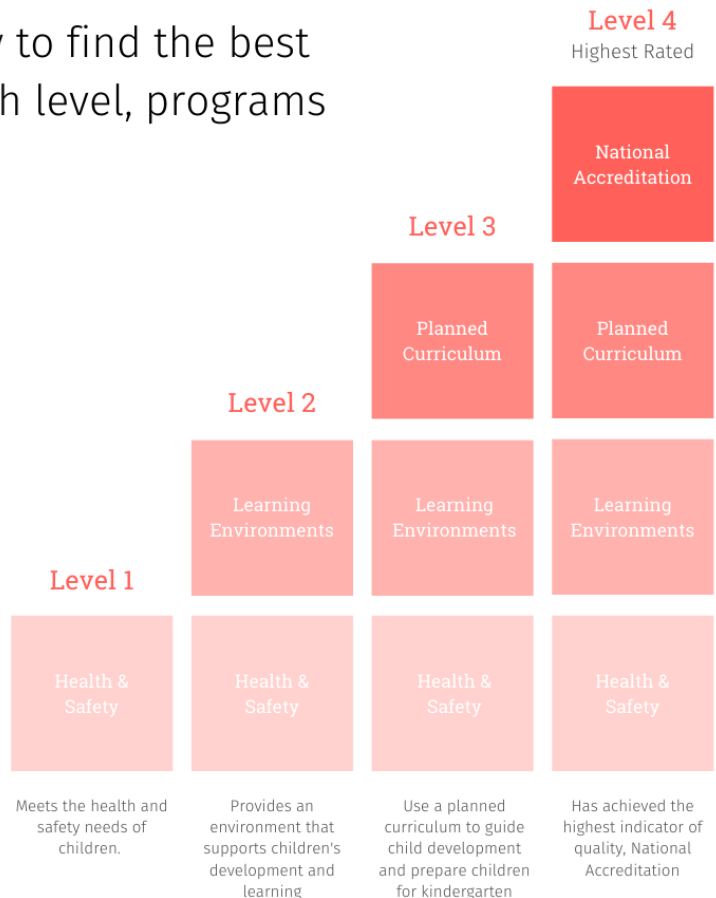 to find the best
level, programs
Level 4
Highest Rated
National
Accreditation
Level 3
Planned
Curriculum
Planned
Curriculum
Level 2
Learning
Environments
Learning
Environments
Learning
Environments
Level 1
Health &
Safety
Health &
Safety
Health &
Safety
Health &
Safety
Meets the health and
safety needs of
children.
Provides an
environment that
supports children's
development and
learning
Use a planned
curriculum to guide
child development
and prepare children
for kindergarten
Has achieved the
highest indicator of
quality, National
Accreditation